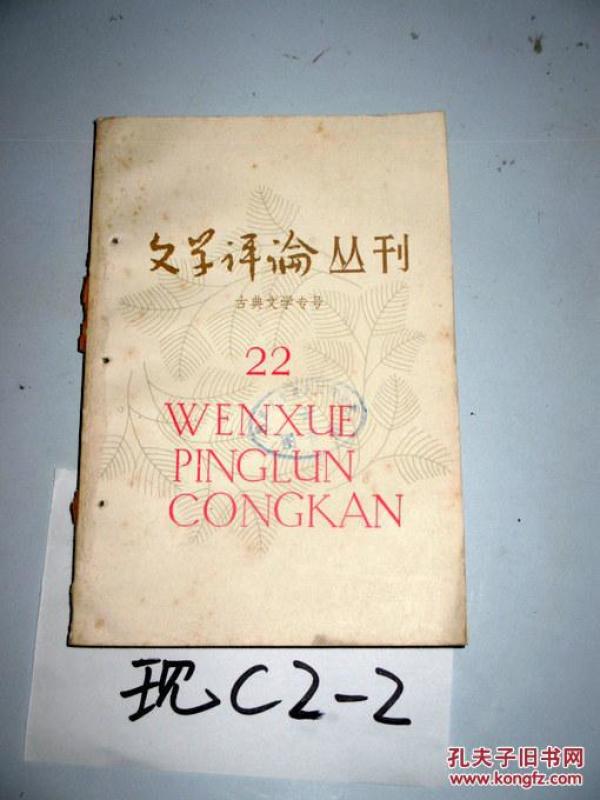 文学评论丛刊
古典文学专号
22
WENXUE
PINGLUN
CONGKAN
现C2-2
孔夫子旧书网
www.kongfz.com